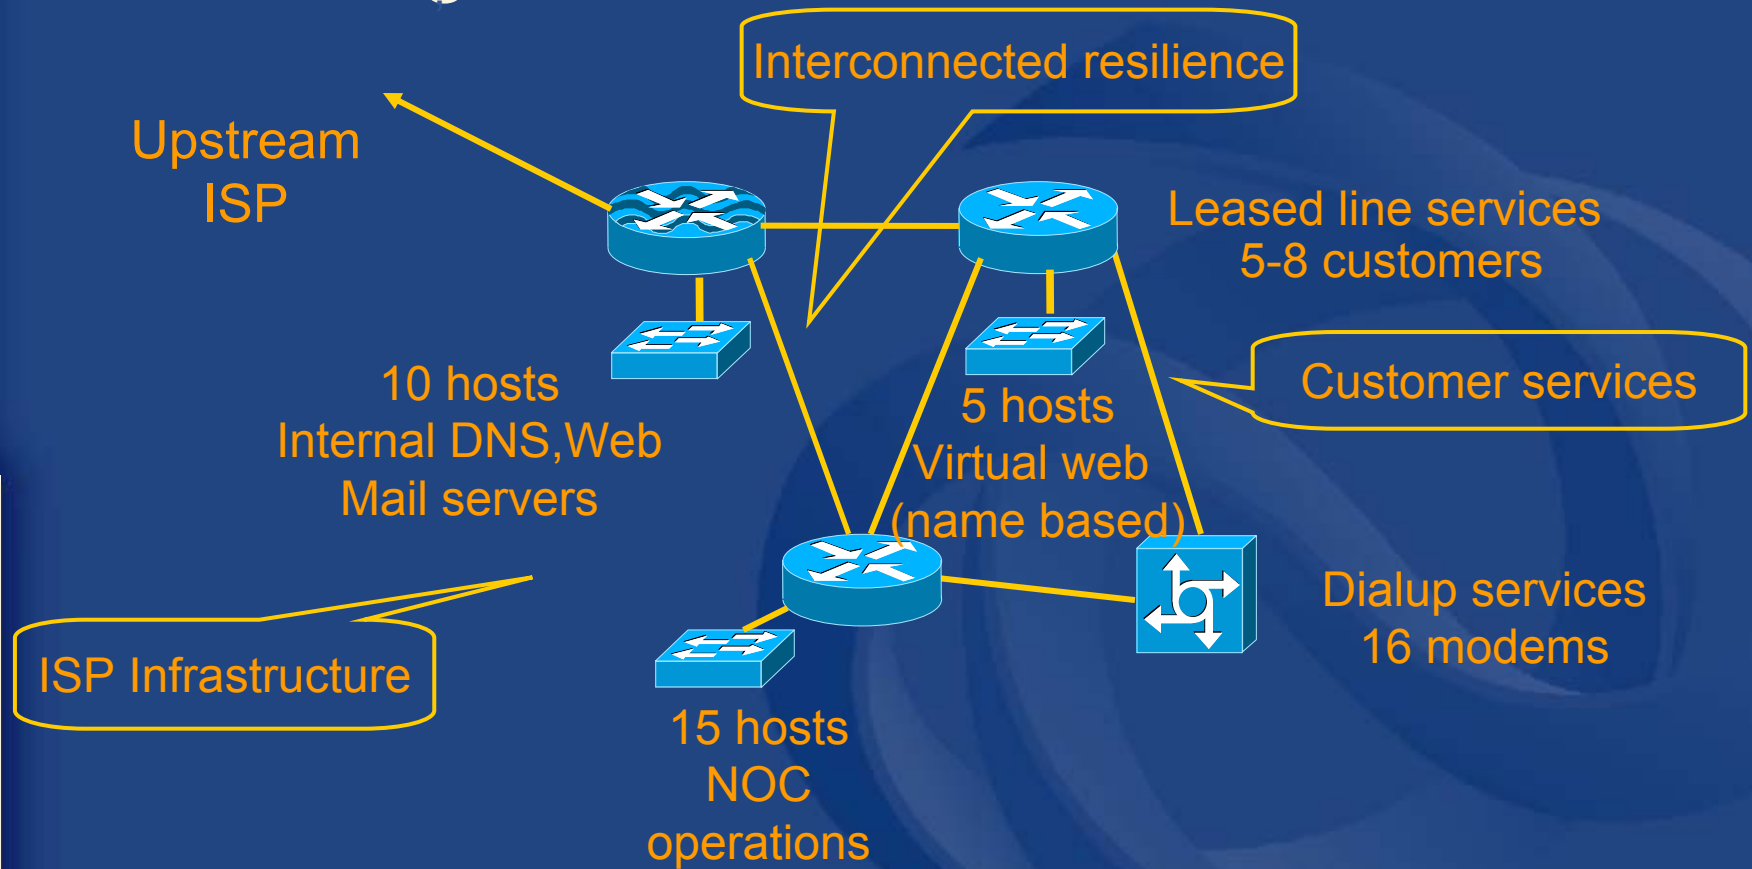 Interconnected resilience
Upstream
ISP
Leased line services
5-8 customers
10 hosts
Internal DNS,Web
Mail servers
5 hosts
Virtual web
(name based)
Customer services
ISP Infrastructure
Dialup services
16 modems
15 hosts
NOC
operations